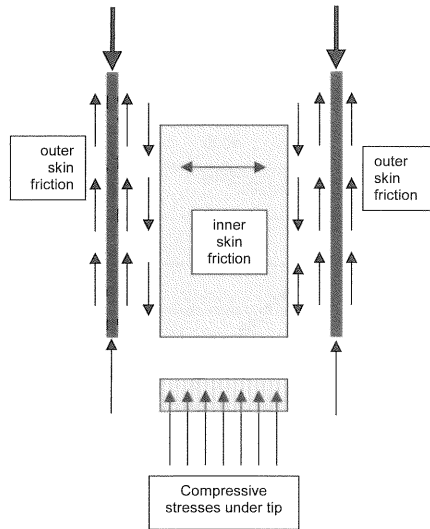 outer
skin
friction
outer
skin
friction
inner
skin
friction
Compressive
stresses under tip